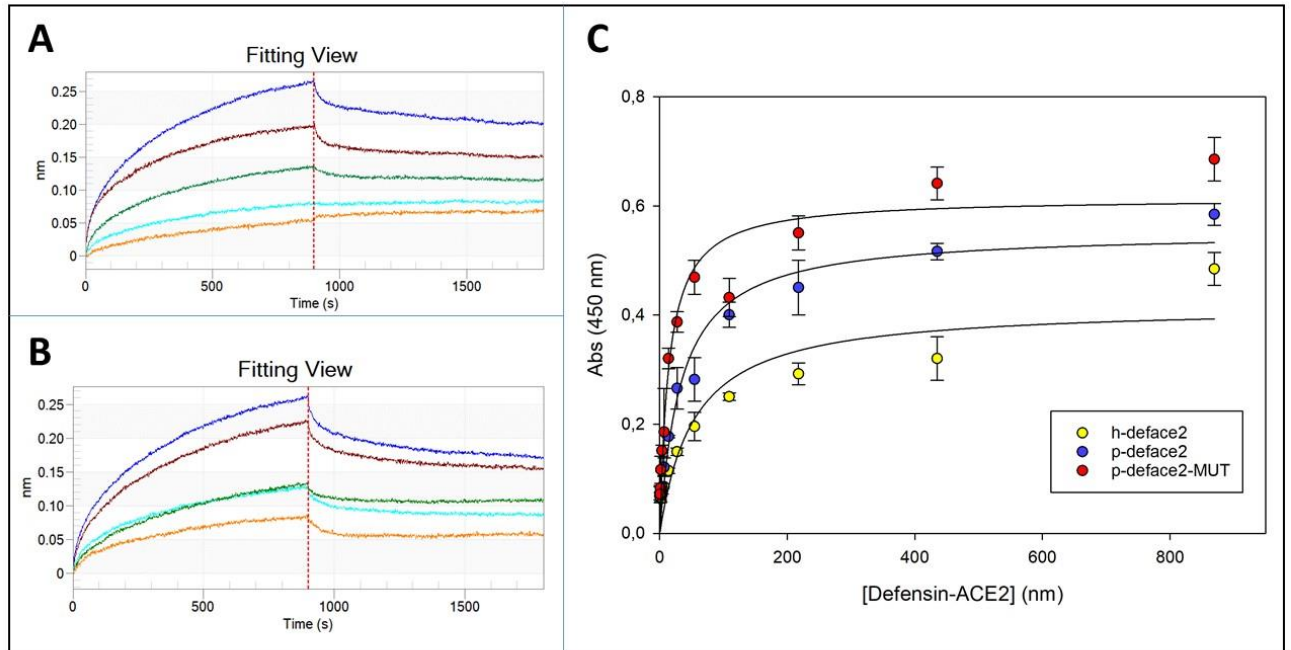 A
Fitting View
0.25
0.20
0.15
0.10
0.05
0
nm
0
500
1000
1500
Time (s)
B
Fitting View
0.25
0.20
0.15
0.10
0.05
0
nm
0
500
1000
1500
Time (s)
C
0,8
0,6
0,4
0,2
0,0
Abs (450 nm)
0
200
400
600
800
[Defensin-ACE2] (nm)
h-deface2
p-deface2
p-deface2-MUT